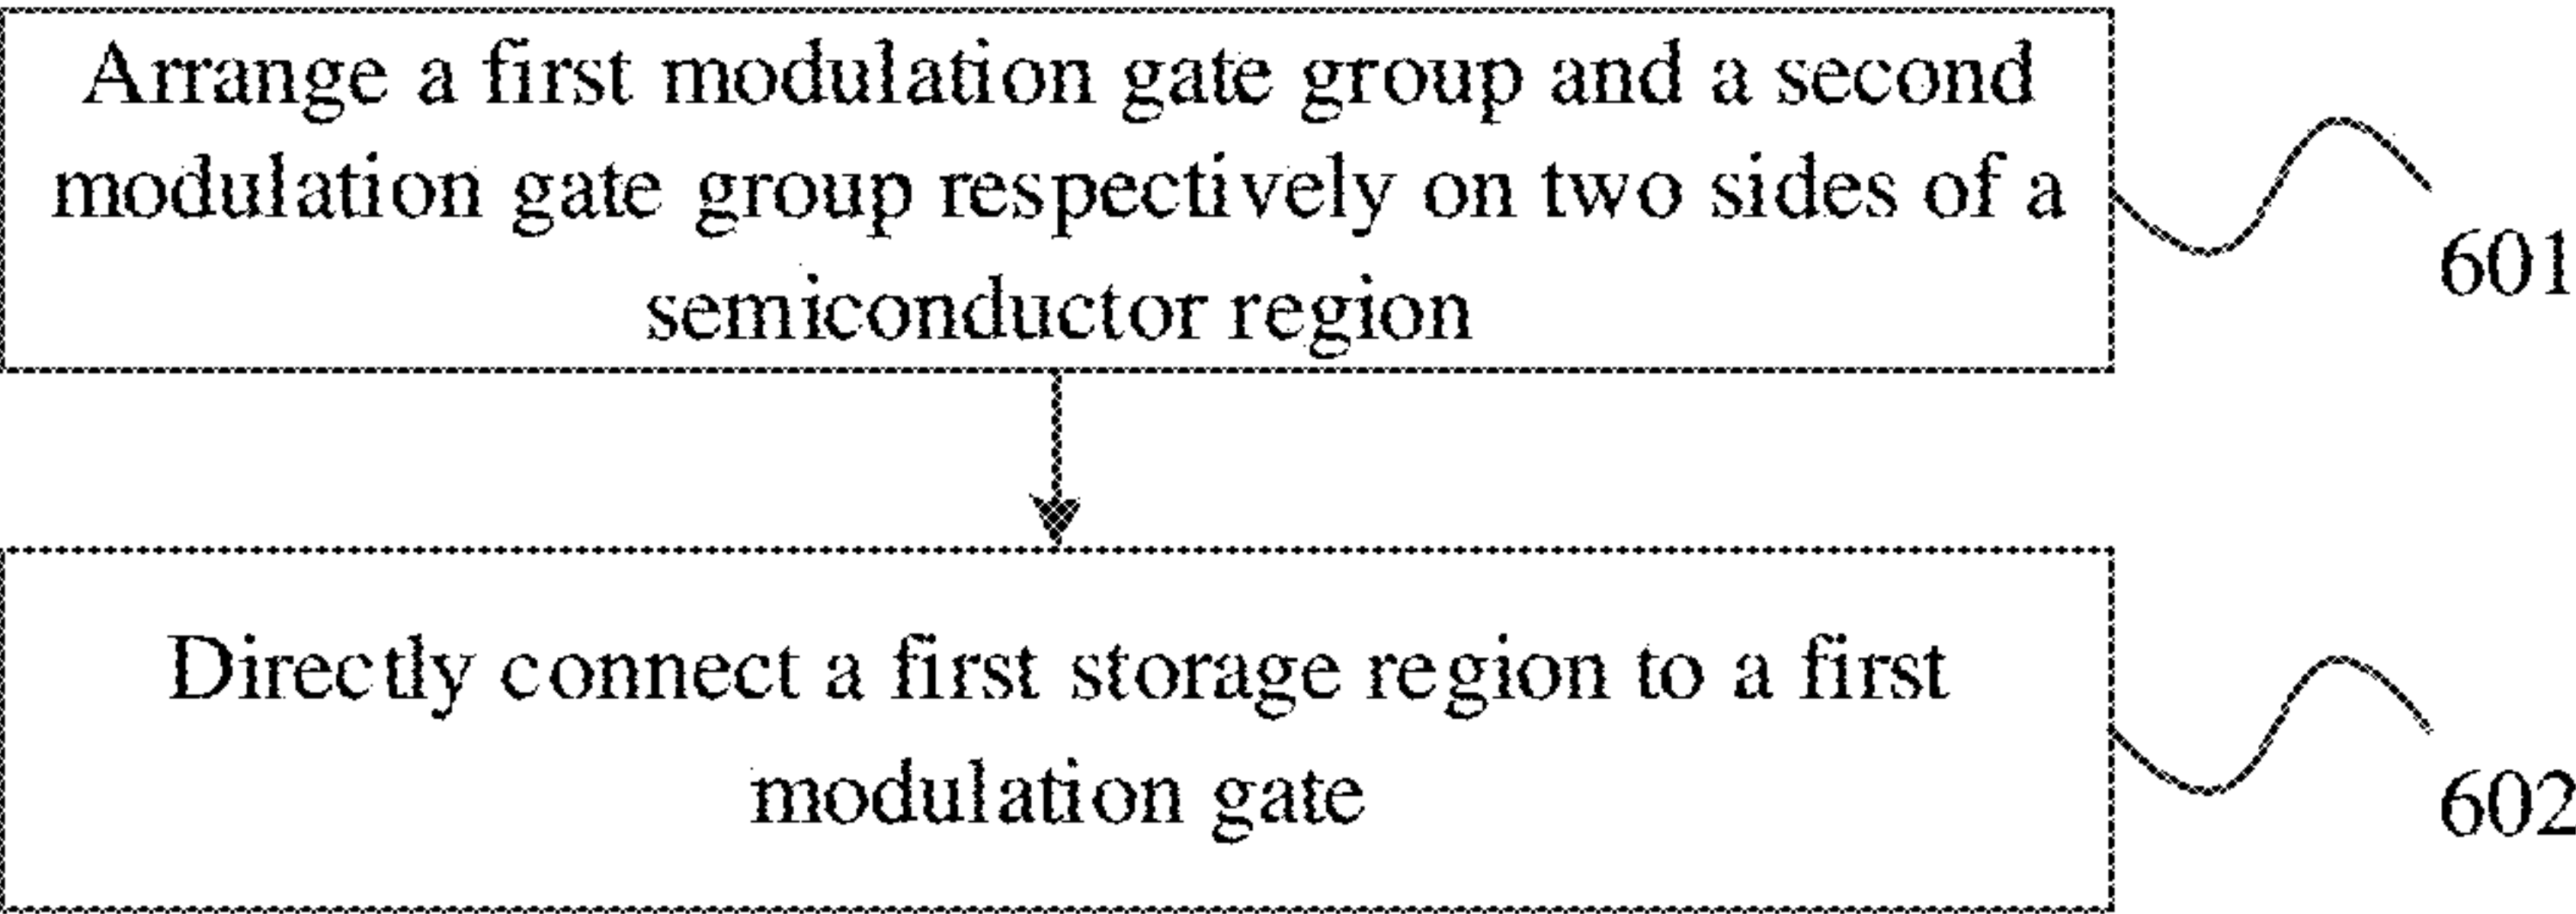 Arrange a first modulation gate group and a second
modulation gate group respectively on two sides of a
semiconductor region
601
Directly connect a first storage region to a first
modulation gate
602